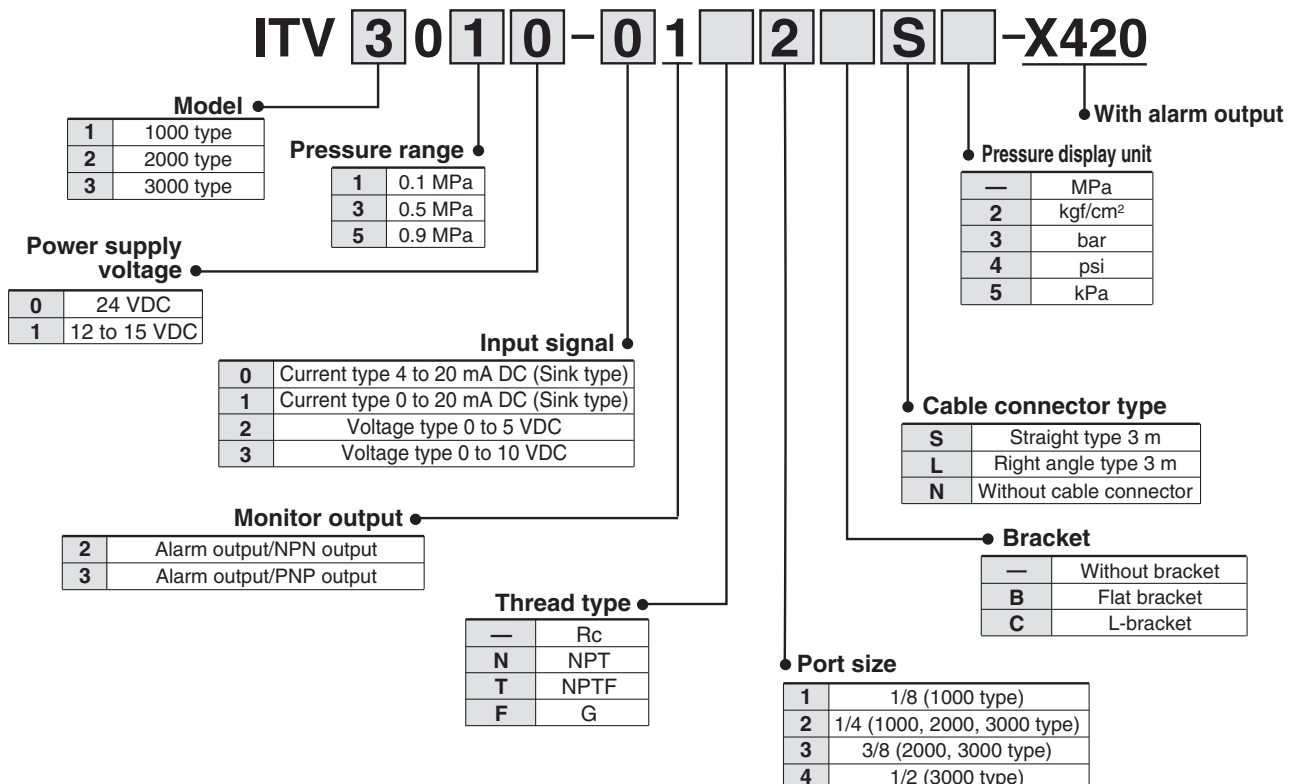 ITV 3 0 1 0 - 0 1 2 S -X420
Model
1 1000 type
2 2000 type
3 3000 type
Pressure range
1 0.1 MPa
3 0.5 MPa
5 0.9 MPa
Power supply
voltage
0 24 VDC
1 12 to 15 VDC
Input signal
0 Current type 4 to 20 mA DC (Sink type)
1 Current type 0 to 20 mA DC (Sink type)
2 Voltage type 0 to 5 VDC
3 Voltage type 0 to 10 VDC
Monitor output
2 Alarm output/NPN output
3 Alarm output/PNP output
Thread type
— Rc
N NPT
T NPTF
F G
Port size
1 1/8 (1000 type)
2 1/4 (1000, 2000, 3000 type)
3 3/8 (2000, 3000 type)
4 1/2 (3000 type)
Bracket
— Without bracket
B Flat bracket
C L-bracket
Cable connector type
S Straight type 3 m
L Right angle type 3 m
N Without cable connector
Pressure display unit
— MPa
2 kgf/cm²
3 bar
4 psi
5 kPa
With alarm output